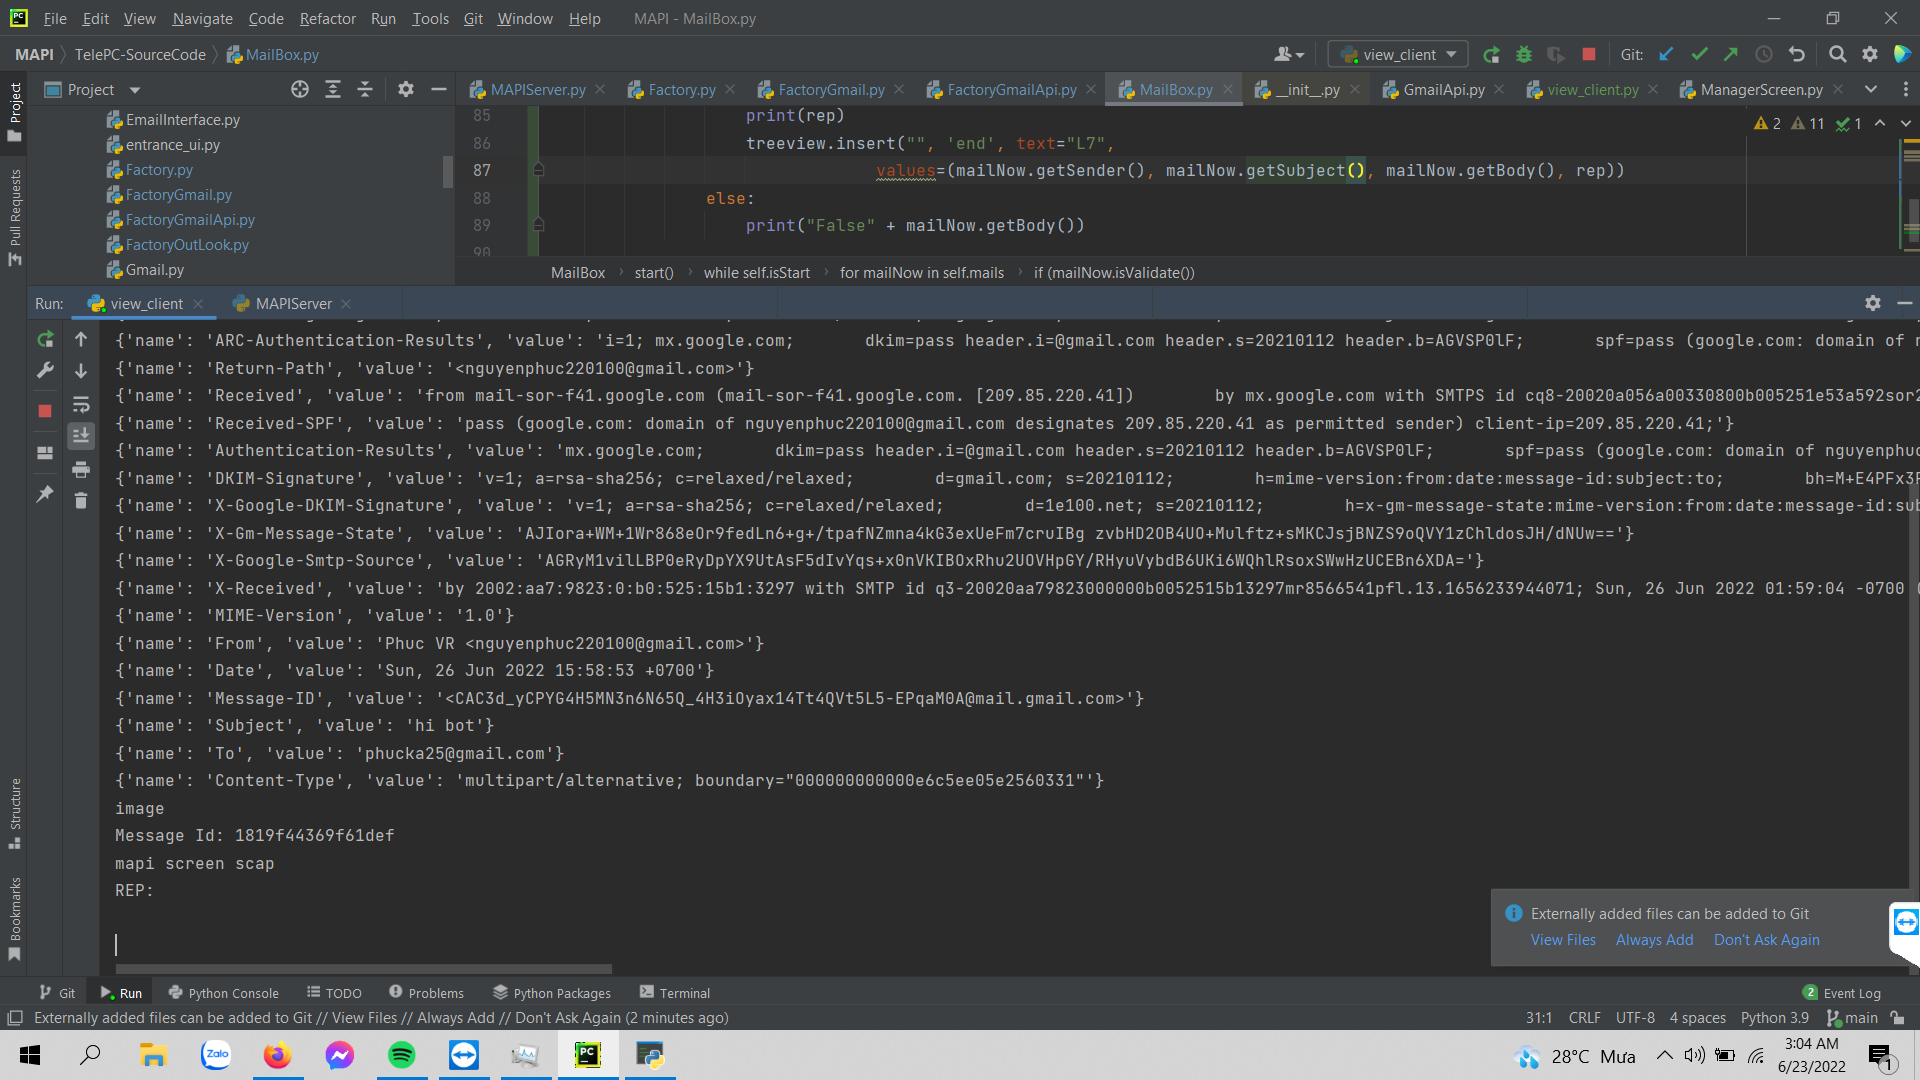 File Edit View Navigate Code Refactor Run Tools Git Window Help MAPI - MailBox.py
MAPI TelePC-SourceCode MailBox.py view_client Git:
Project MAPIServer.py Factory.py FactoryGmail.py FactoryGmailApi.py MailBox.py __init__.py GmailApi.py view_client.py ManagerScreen.py
Project
Pull Requests
Structure
Bookmarks
EmailInterface.py
entrance_ui.py
Factory.py
FactoryGmail.py
FactoryGmailApi.py
FactoryOutLook.py
Gmail.py
85 print(rep)
86 treeview.insert("", 'end', text="L7",
87 values=(mailNow.getSender(), mailNow.getSubject(), mailNow.getBody(), rep))
88 else:
89 print("False" + mailNow.getBody())
90
2 11 1
MailBox start() while self.isStart for mailNow in self.mails if (mailNow.isValidate())
Run: view_client MAPIServer
{'name': 'ARC-Authentication-Results', 'value': 'i=1; mx.google.com; dkim=pass header.i=@gmail.com header.s=20210112 header.b=AGVSP0lF; spf=pass (google.com: domain of
{'name': 'Return-Path', 'value': '<nguyenphuc220100@gmail.com>'}
{'name': 'Received', 'value': 'from mail-sor-f41.google.com (mail-sor-f41.google.com. [209.85.220.41]) by mx.google.com with SMTPS id cq8-20020a056a00330800b005251e53a592sor2
{'name': 'Received-SPF', 'value': 'pass (google.com: domain of nguyenphuc220100@gmail.com designates 209.85.220.41 as permitted sender) client-ip=209.85.220.41;'}
{'name': 'Authentication-Results', 'value': 'mx.google.com; dkim=pass header.i=@gmail.com header.s=20210112 header.b=AGVSP0lF; spf=pass (google.com: domain of nguyenphuc
{'name': 'DKIM-Signature', 'value': 'v=1; a=rsa-sha256; c=relaxed/relaxed; d=gmail.com; s=20210112; h=mime-version:from:date:message-id:subject:to; bh=M+E4PFx3F
{'name': 'X-Google-DKIM-Signature', 'value': 'v=1; a=rsa-sha256; c=relaxed/relaxed; d=1e100.net; s=20210112; h=x-gm-message-state:mime-version:from:date:message-id:sub
{'name': 'X-Gm-Message-State', 'value': 'AJIora+WM+1Wr868eOr9fedLn6+g+/tpafNZmna4kG3exUeFm7cruIBg zvbHD2OB4UO+Mulftz+sMKCJsjBNZS9oQVY1zChldosJH/dNUw=='}
{'name': 'X-Google-Smtp-Source', 'value': 'AGRyM1vilLBP0eRyDpYX9UtAsF5dIvYqs+x0nVKIBOxRhu2UOVHpGY/RHyuVybdB6UKi6WQhlRsoxSWwHzUCEBn6XDA='}
{'name': 'X-Received', 'value': 'by 2002:aa7:9823:0:b0:525:15b1:3297 with SMTP id q3-20020aa79823000000b0052515b13297mr8566541pfl.13.1656233944071; Sun, 26 Jun 2022 01:59:04 -0700
{'name': 'MIME-Version', 'value': '1.0'}
{'name': 'From', 'value': 'Phuc VR <nguyenphuc220100@gmail.com>'}
{'name': 'Date', 'value': 'Sun, 26 Jun 2022 15:58:53 +0700'}
{'name': 'Message-ID', 'value': '<CAC3d_yCPYG4H5MN3n6N65Q_4H3iOyax14Tt4QVt5L5-EPqaM0A@mail.gmail.com>'}
{'name': 'Subject', 'value': 'hi bot'}
{'name': 'To', 'value': 'phucka25@gmail.com'}
{'name': 'Content-Type', 'value': 'multipart/alternative; boundary="000000000000e6c5ee05e2560331"'}
image
Message Id: 1819f44369f61def
mapi screen scap
REP:
Externally added files can be added to Git
View Files Always Add Don't Ask Again
Git Run Python Console TODO Problems Python Packages Terminal 2 Event Log
Externally added files can be added to Git // View Files // Always Add // Don't Ask Again (2 minutes ago) 31:1 CRLF UTF-8 4 spaces Python 3.9 main
Zalo
28°C Mưa
3:04 AM
6/23/2022
1